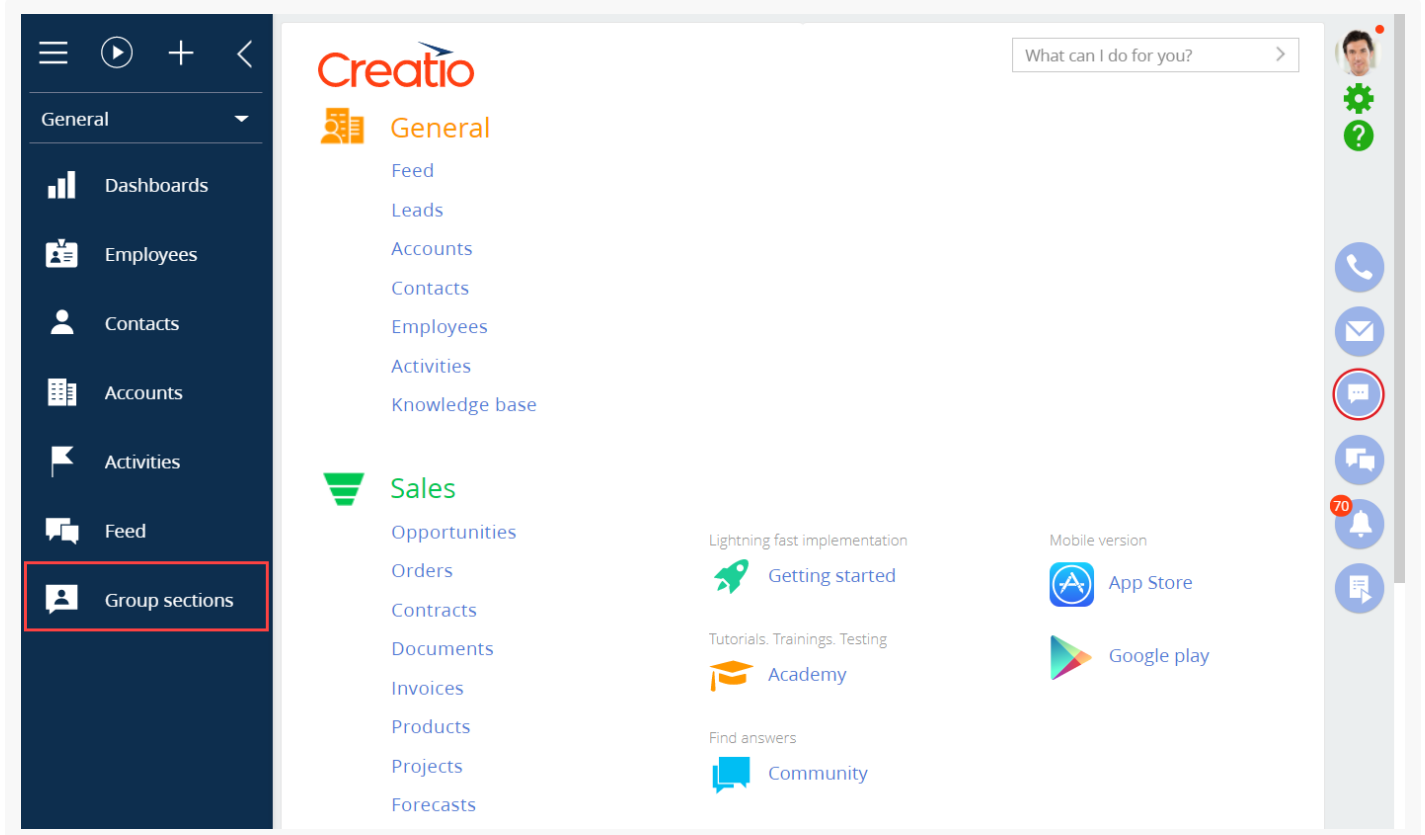 General
Dashboards
Employees
Contacts
Accounts
Activities
Feed
Group sections
Creatio
What can I do for you?
General
Feed
Leads
Accounts
Contacts
Employees
Activities
Knowledge base
Sales
Opportunities
Orders
Contracts
Documents
Invoices
Products
Projects
Forecasts
Lightning fast implementation
Getting started
Tutorials. Trainings. Testing
Academy
Find answers
Community
Mobile version
App Store
Google play
?
70